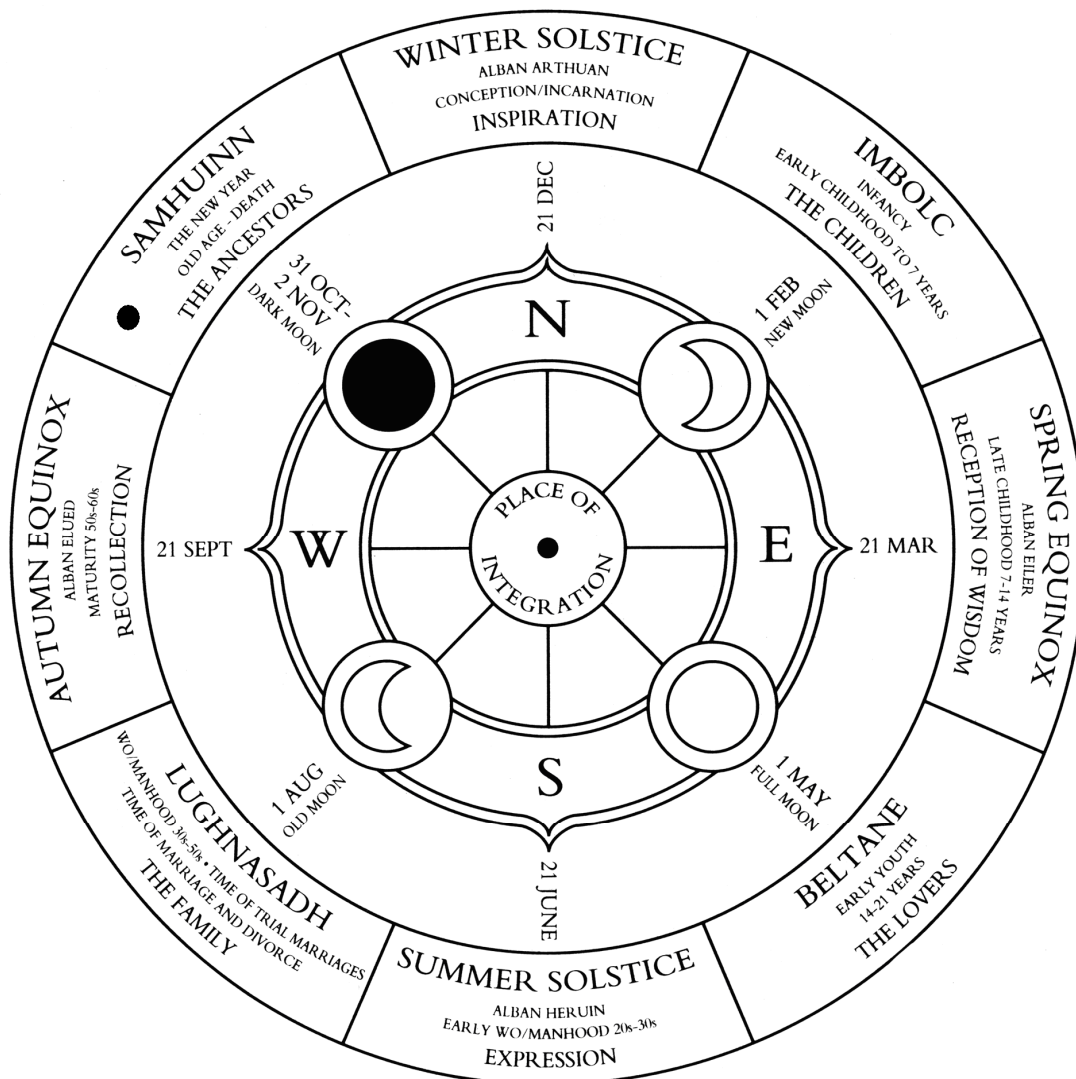 WINTER SOLSTICE
ALBAN ARTHUAN
CONCEPTION/INCARNATION
INSPIRATION
21 DEC
IMBOLC
INFANCY
EARLY CHILDHOOD TO 7 YEARS
THE CHILDREN
1 FEB
NEW MOON
SPRING EQUINOX
ALBAN EILER
LATE CHILDHOOD 7-14 YEARS
RECEPTION OF WISDOM
21 MAR
BELTANE
EARLY YOUTH
14-21 YEARS
THE LOVERS
1 MAY
FULL MOON
SUMMER SOLSTICE
ALBAN HERUIN
EARLY WO/MANHOOD 20s-30s
EXPRESSION
21 JUNE
LUGHNASADH
WO/MANHOOD 30s-50s • TIME OF TRIAL MARRIAGES
TIME OF MARRIAGE AND DIVORCE
THE FAMILY
1 AUG
OLD MOON
AUTUMN EQUINOX
ALBAN ELUED
MATURITY 50s-60s
RECOLLECTION
21 SEPT
SAMHUINN
THE NEW YEAR
OLD AGE - DEATH
THE ANCESTORS
31 OCT-
2 NOV
DARK MOON
N
E
S
W
PLACE OF
INTEGRATION